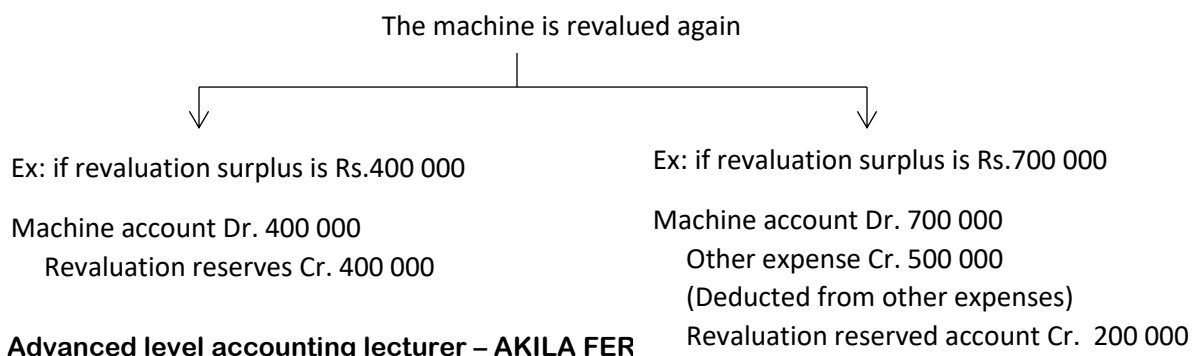 The machine is revalued again
Ex: if revaluation surplus is Rs.400 000
Machine account Dr. 400 000
Revaluation reserves Cr. 400 000
Ex: if revaluation surplus is Rs.700 000
Machine account Dr. 700 000
Other expense Cr. 500 000
(Deducted from other expenses)
Revaluation reserved account Cr. 200 000
Advanced level accounting lecturer – AKILA FER